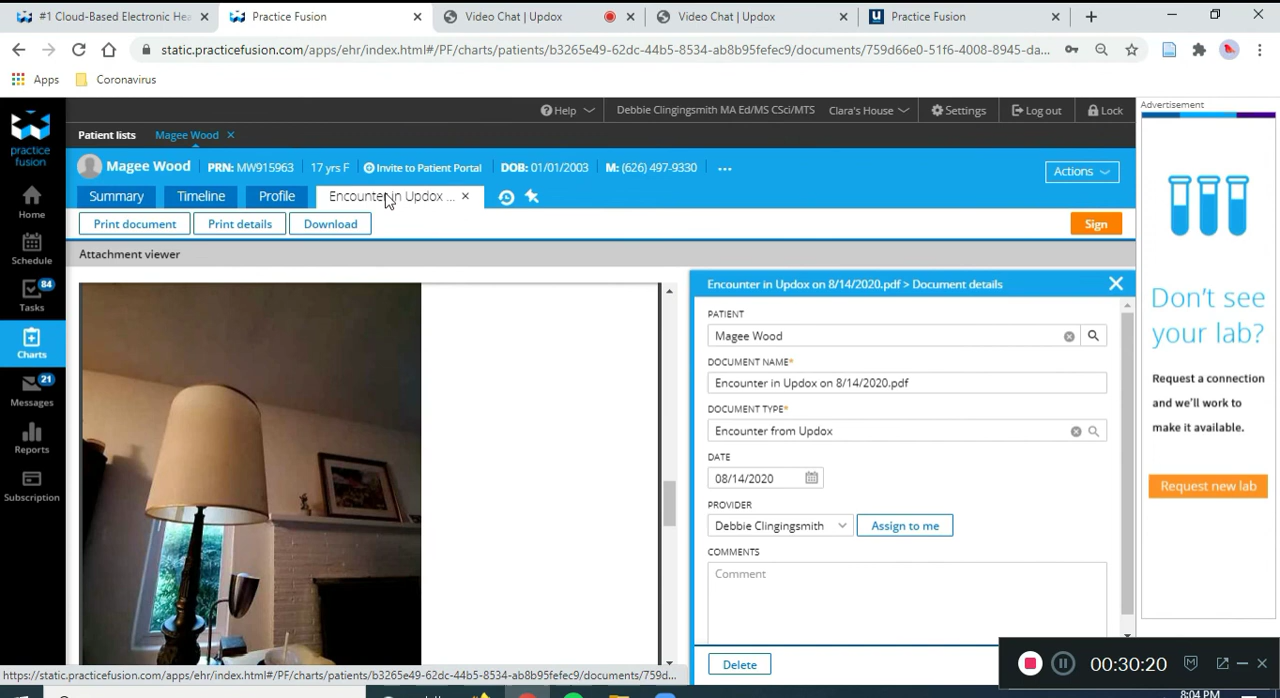 #1 Cloud-Based Electronic Hea
Practice Fusion
Video Chat | Updox
Video Chat | Updox
Practice Fusion
static.practicefusion.com/apps/ehr/index.html#/PF/charts/patients/b3265e49-62dc-44b5-8534-ab8b95fefec9/documents/759d66e0-51f6-4008-8945-da...
Apps
Coronavirus
practice
fusion
Help
Debbie Clingingsmith MA Ed/MS CSci/MTS
Clara's House
Settings
Log out
Lock
Patient lists
Magee Wood
Magee Wood
PRN: MW915963
17 yrs F
Invite to Patient Portal
DOB: 01/01/2003
M: (626) 497-9330
...
Actions
Summary
Timeline
Profile
Encounter in Updox ...
Print document
Print details
Download
Sign
Attachment viewer
Home
Schedule
84
Tasks
Charts
21
Messages
Reports
Subscription
Encounter in Updox on 8/14/2020.pdf > Document details
PATIENT
Magee Wood
DOCUMENT NAME*
Encounter in Updox on 8/14/2020.pdf
DOCUMENT TYPE*
Encounter from Updox
DATE
08/14/2020
PROVIDER
Debbie Clingingsmith
Assign to me
COMMENTS
Comment
Delete
Advertisement
Don't see
your lab?
Request a connection
and we'll work to
make it available.
Request new lab
https://static.practicefusion.com/apps/ehr/index.html#/PF/charts/patients/b3265e49-62dc-44b5-8534-ab8b95fefec9/documents/759d...
00:30:20
8:04 PM